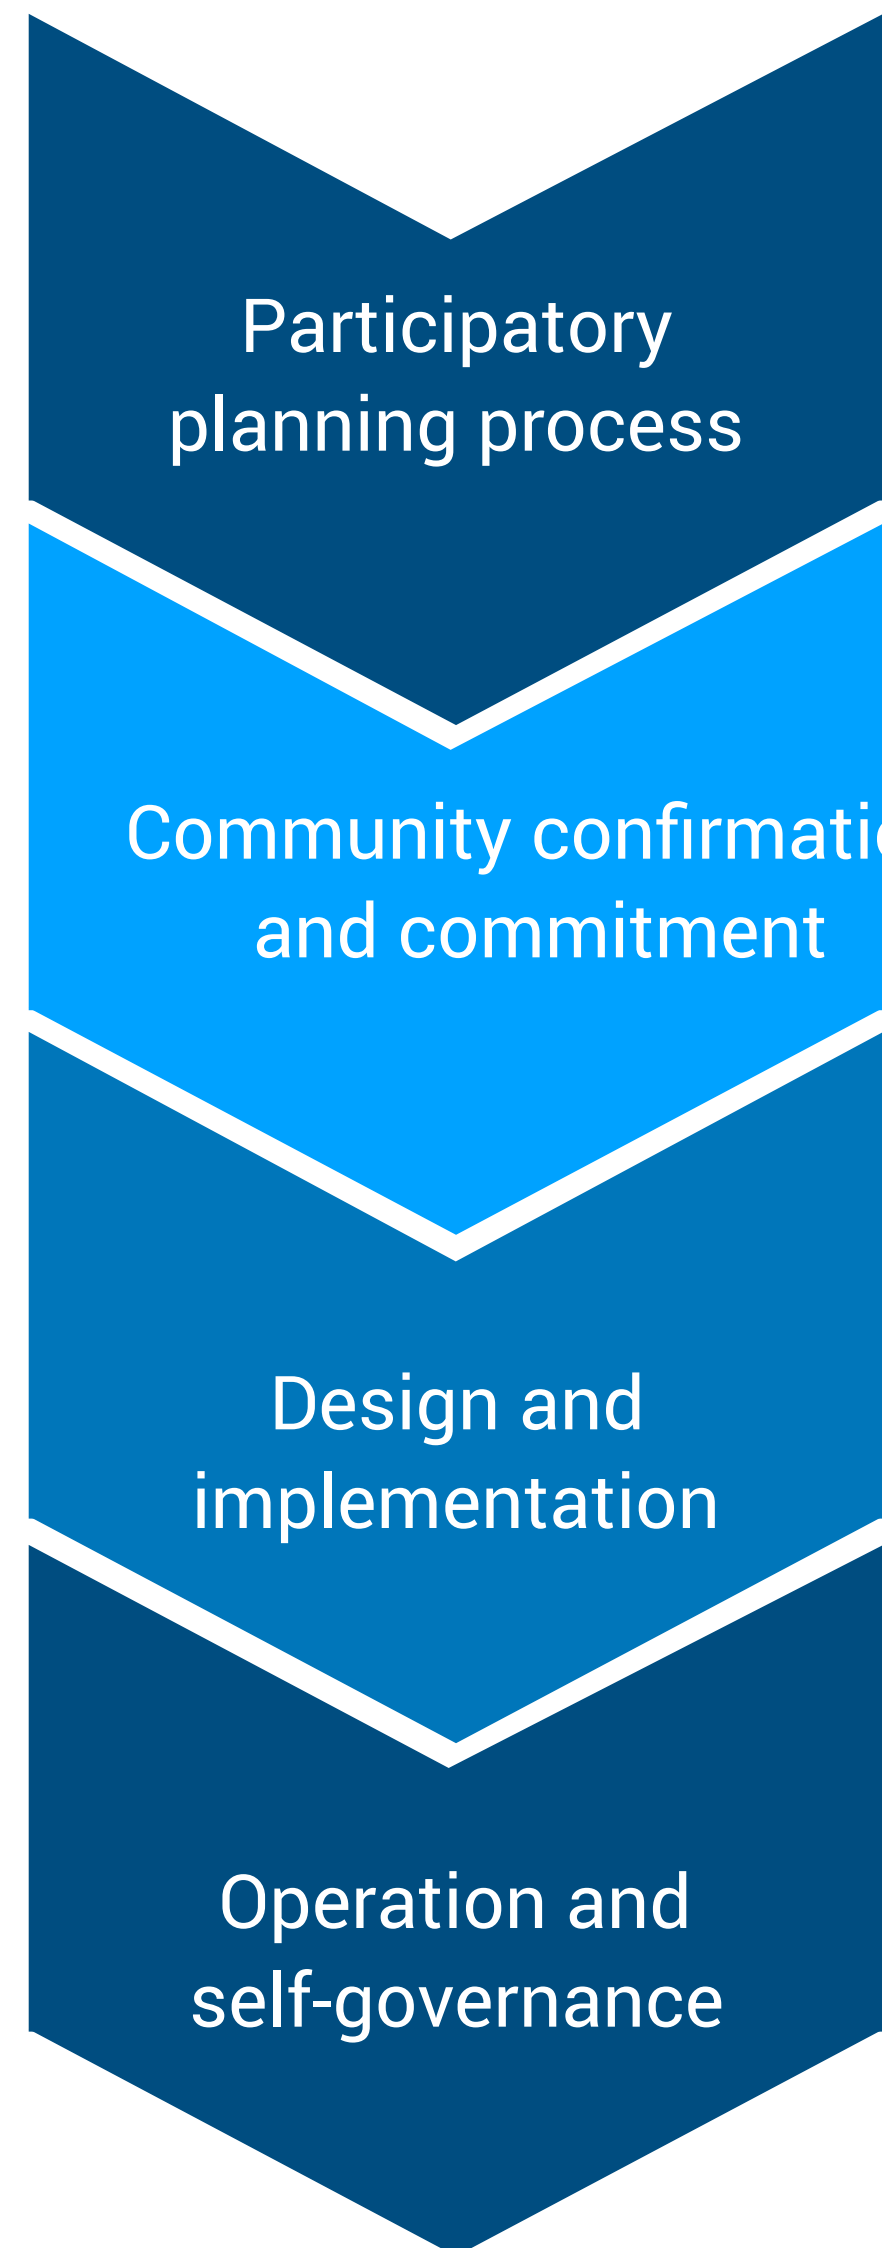 Participatory
planning process
Community confirmati
and commitment
Design and
implementation
Operation and
self-governance